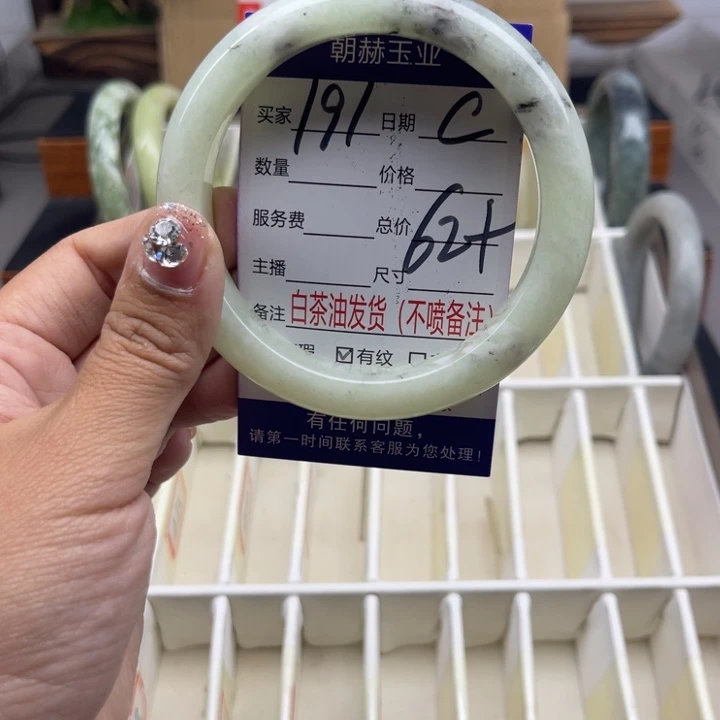 朝赫玉业
买家 191 日期 C
数量 价格
服务费 总价
主播 尺寸 62+
备注 白茶油发货（不喷备注）
瑕 ☑有纹 □
有任何问题，
请第一时间联系客服为您处理！